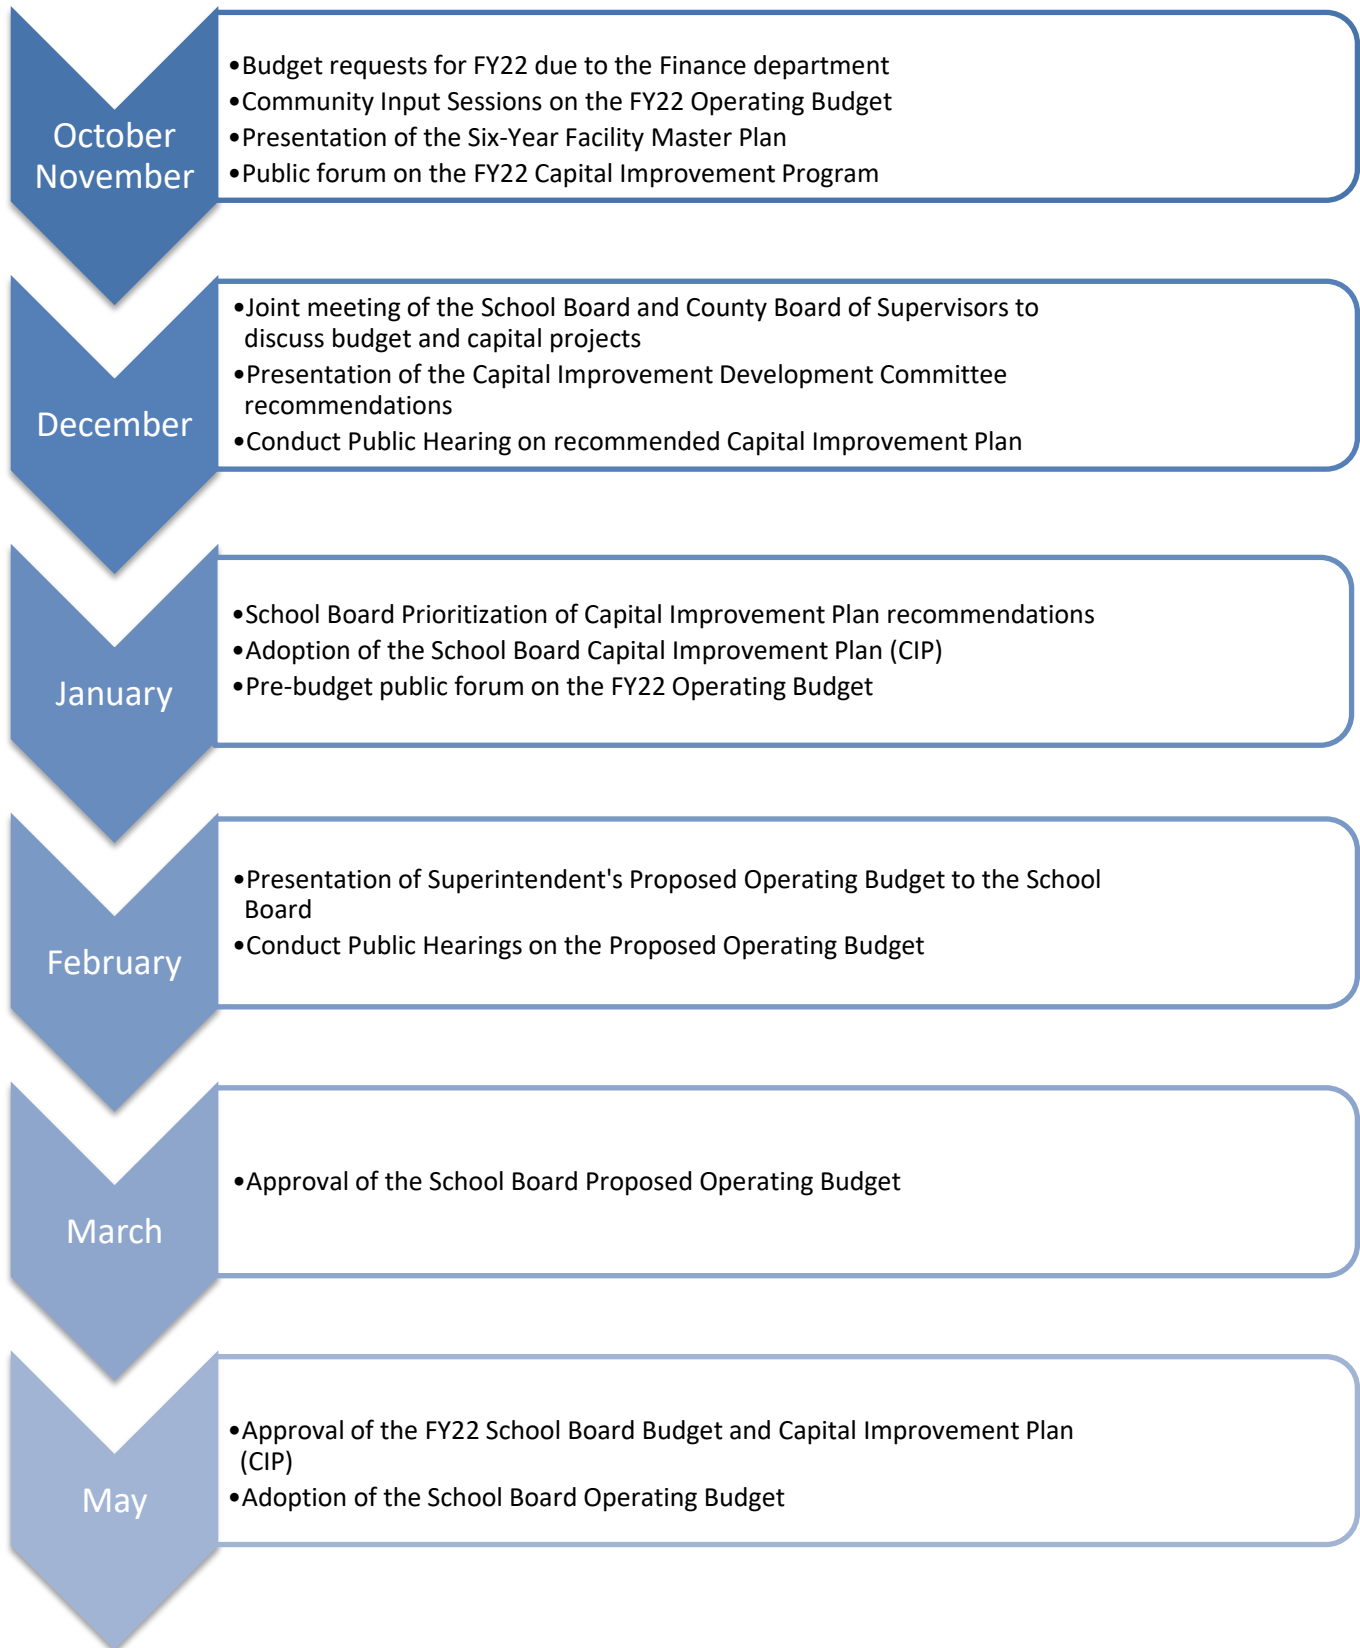 October
November
•Budget requests for FY22 due to the Finance department
•Community Input Sessions on the FY22 Operating Budget
•Presentation of the Six-Year Facility Master Plan
•Public forum on the FY22 Capital Improvement Program
December
•Joint meeting of the School Board and County Board of Supervisors to
discuss budget and capital projects
•Presentation of the Capital Improvement Development Committee
recommendations
•Conduct Public Hearing on recommended Capital Improvement Plan
January
•School Board Prioritization of Capital Improvement Plan recommendations
•Adoption of the School Board Capital Improvement Plan (CIP)
•Pre-budget public forum on the FY22 Operating Budget
February
•Presentation of Superintendent's Proposed Operating Budget to the School
Board
•Conduct Public Hearings on the Proposed Operating Budget
March
•Approval of the School Board Proposed Operating Budget
May
•Approval of the FY22 School Board Budget and Capital Improvement Plan
(CIP)
•Adoption of the School Board Operating Budget